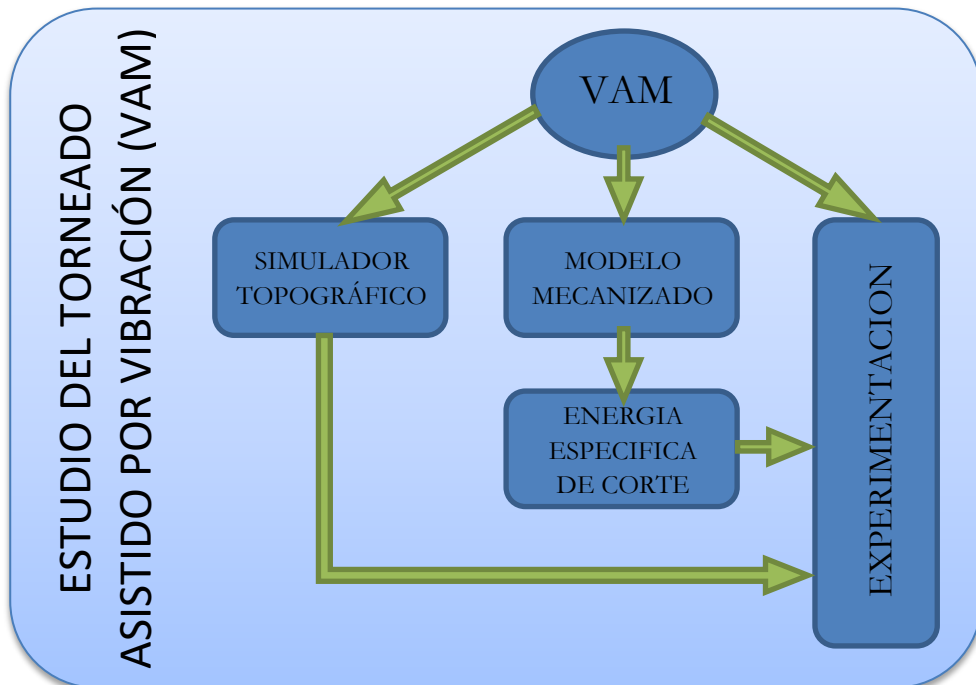 ESTUDIO DEL TORNEADO
ASISTIDO POR VIBRACIÓN (VAM)
VAM
SIMULADOR
TOPOGRÁFICO
MODELO
MECANIZADO
ENERGIA
ESPECIFICA
DE CORTE
EXPERIMENTACION